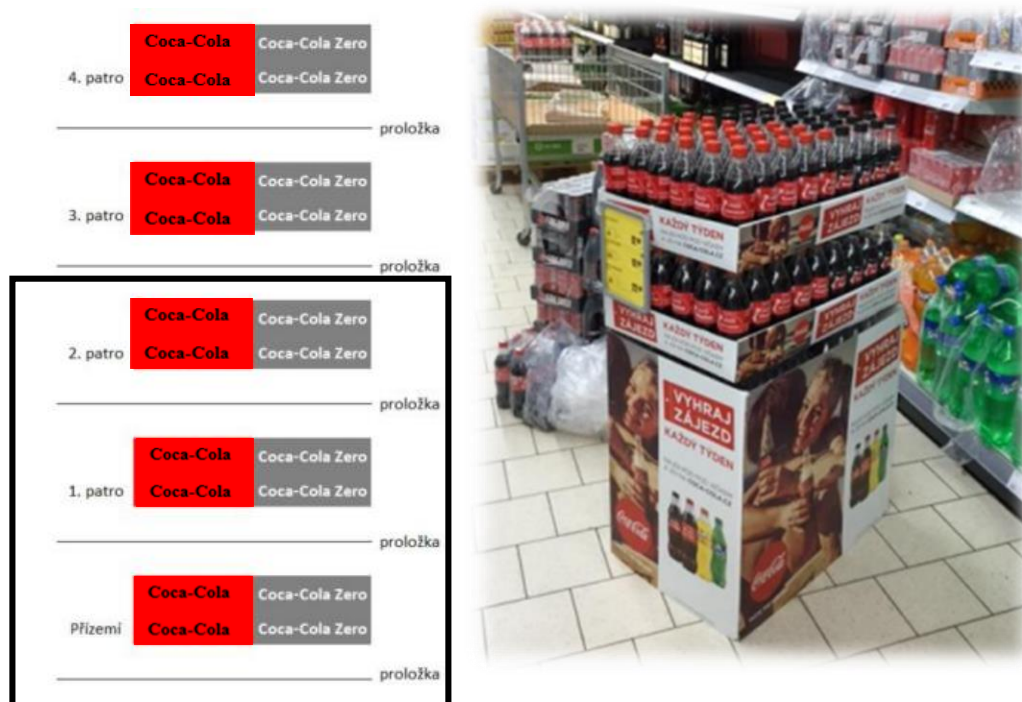 Coca-Cola Coca-Cola Zero
4. patro Coca-Cola Coca-Cola Zero
proložka
Coca-Cola Coca-Cola Zero
3. patro Coca-Cola Coca-Cola Zero
proložka
Coca-Cola Coca-Cola Zero
2. patro Coca-Cola Coca-Cola Zero
proložka
Coca-Cola Coca-Cola Zero
1. patro Coca-Cola Coca-Cola Zero
proložka
Coca-Cola Coca-Cola Zero
Přízemí Coca-Cola Coca-Cola Zero
proložka
KAŽDÝ TÝDEN
VYHRAJ
ZÁJEZD
VYHRAJ
ZÁJEZD
KAŽDÝ TÝDEN
VYHRAJ
ZÁJEZD
KAŽDÝ TÝDEN
VYHRAJ
ZÁJEZD
KAŽDÝ TÝDEN
Coca-Cola
Coca-Cola